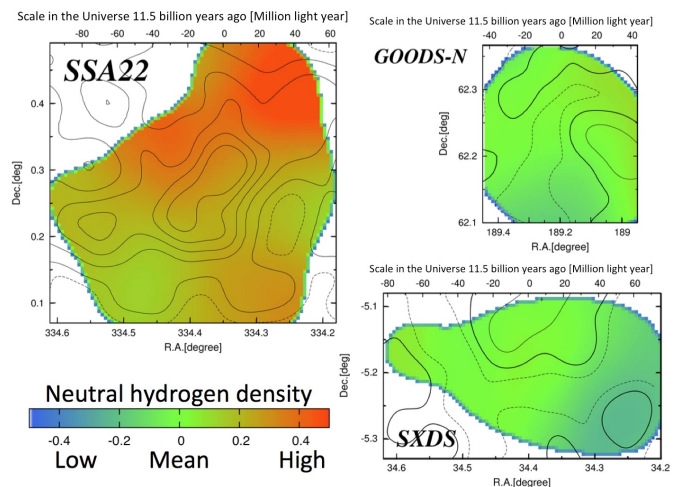 Scale in the Universe 11.5 billion years ago [Million light year]
-80 -60 -40 -20 0 20 40 60
SSA22
Dec.[deg]
0.4
0.3
0.2
0.1
334.6 334.5 334.4 334.3 334.2
R.A.[degree]
Scale in the Universe 11.5 billion years ago [Million light year]
-40 -20 0 20 40
GOODS-N
Dec.[deg]
62.3
62.2
62.1
189.4 189.2 189
R.A.[degree]
Scale in the Universe 11.5 billion years ago [Million light year]
-80 -60 -40 -20 0 20 40 60
Dec.[deg]
-5.1
-5.2
-5.3
SXDS
34.6 34.5 34.4 34.3 34.2
R.A.[degree]
Neutral hydrogen density
-0.4 -0.2 0 0.2 0.4
Low Mean High